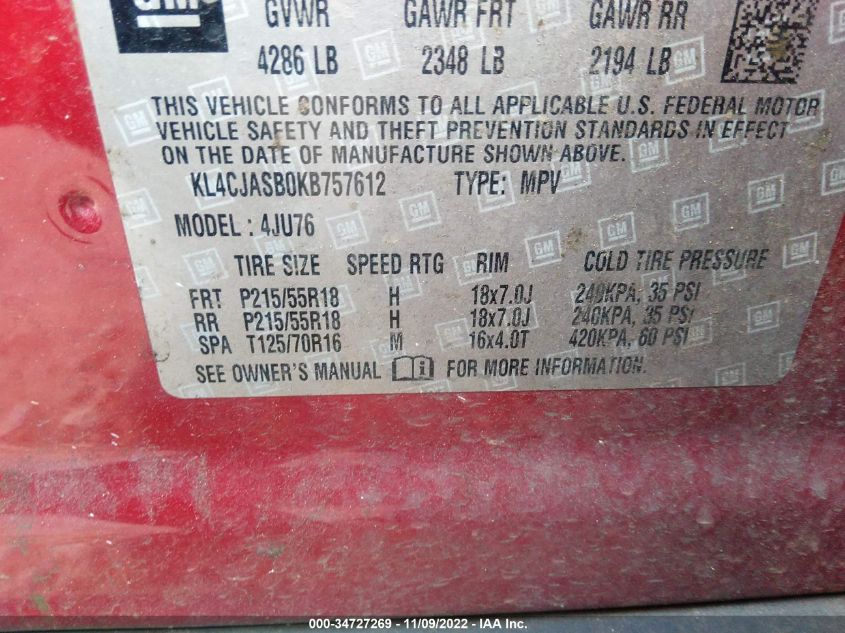 GM
GVWR GAWR FRT GAWR RR
4286 LB 2348 LB 2194 LB
THIS VEHICLE CONFORMS TO ALL APPLICABLE U.S. FEDERAL MOTOR
VEHICLE SAFETY AND THEFT PREVENTION STANDARDS IN EFFECT
ON THE DATE OF MANUFACTURE SHOWN ABOVE.
KL4CJASB0KB757612 TYPE: MPV
MODEL : 4JU76
TIRE SIZE SPEED RTG RIM COLD TIRE PRESSURE
FRT P215/55R18 H 18x7.0J 240KPA, 35 PSI
RR P215/55R18 H 18x7.0J 240KPA, 35 PSI
SPA T125/70R16 M 16x4.0T 420KPA, 60 PSI
SEE OWNER'S MANUAL FOR MORE INFORMATION.
000-34727269 - 11/09/2022 - IAA Inc.